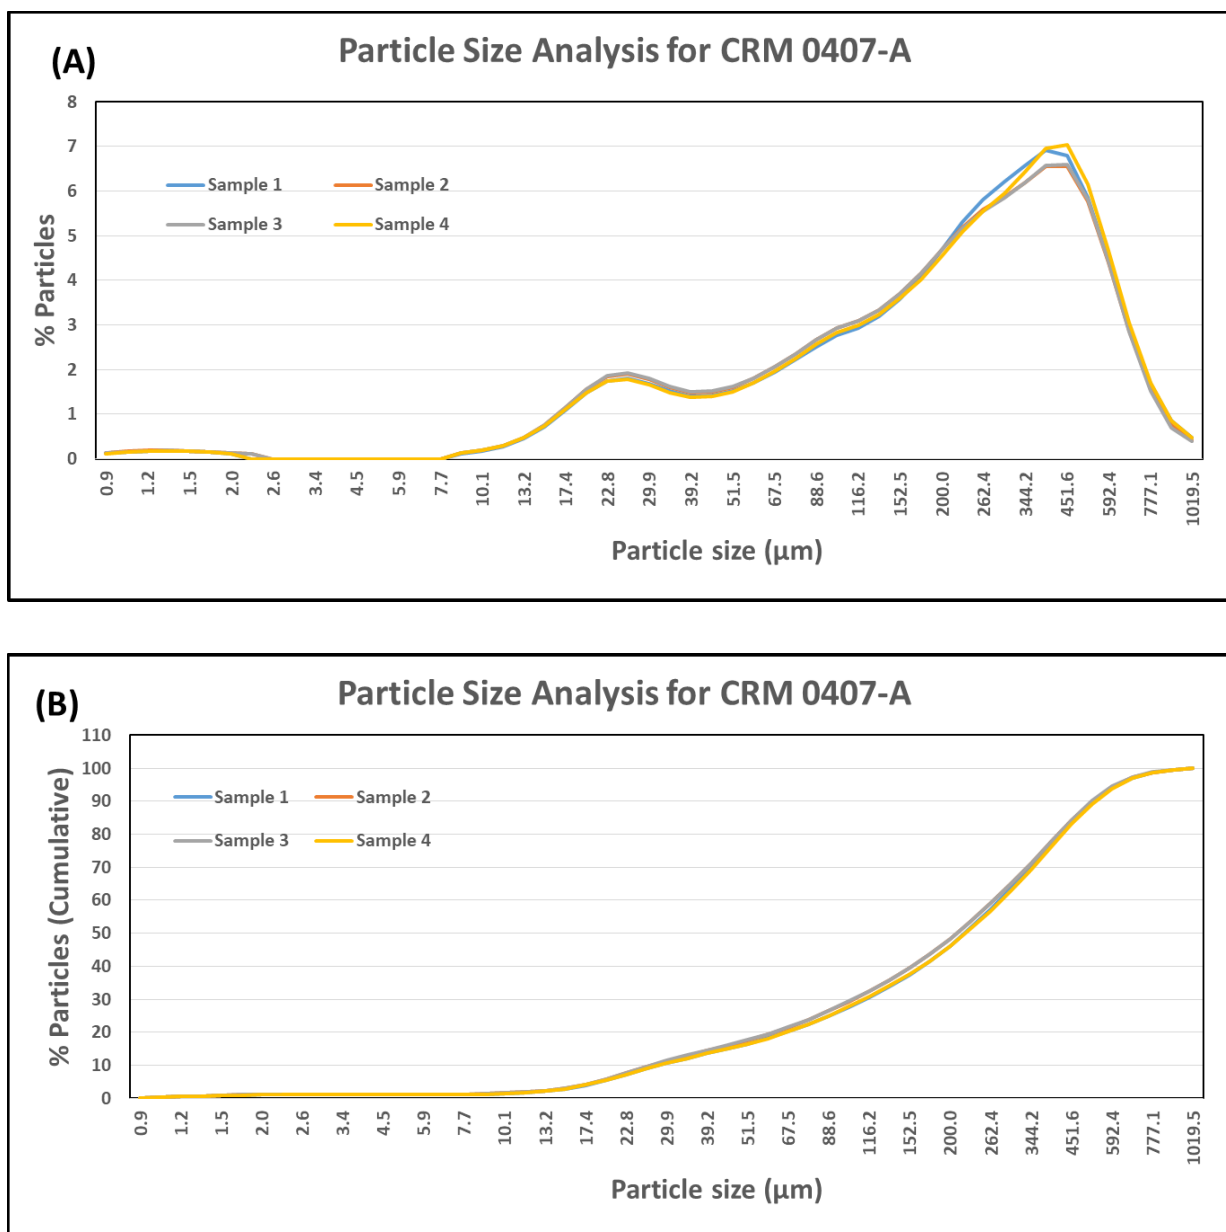 (A)
Particle Size Analysis for CRM 0407-A
8
7
6
5
4
3
2
1
0
% Particles
Sample 1 Sample 2
Sample 3 Sample 4
0.9 1.2 1.5 2.0 2.6 3.4 4.5 5.9 7.7 10.1 13.2 17.4 22.8 29.9 39.2 51.5 67.5 88.6 116.2 152.5 200.0 262.4 344.2 451.6 592.4 777.1 1019.5
Particle size (µm)
(B)
Particle Size Analysis for CRM 0407-A
110
100
90
80
70
60
50
40
30
20
10
0
% Particles (Cumulative)
Sample 1 Sample 2
Sample 3 Sample 4
0.9 1.2 1.5 2.0 2.6 3.4 4.5 5.9 7.7 10.1 13.2 17.4 22.8 29.9 39.2 51.5 67.5 88.6 116.2 152.5 200.0 262.4 344.2 451.6 592.4 777.1 1019.5
Particle size (µm)